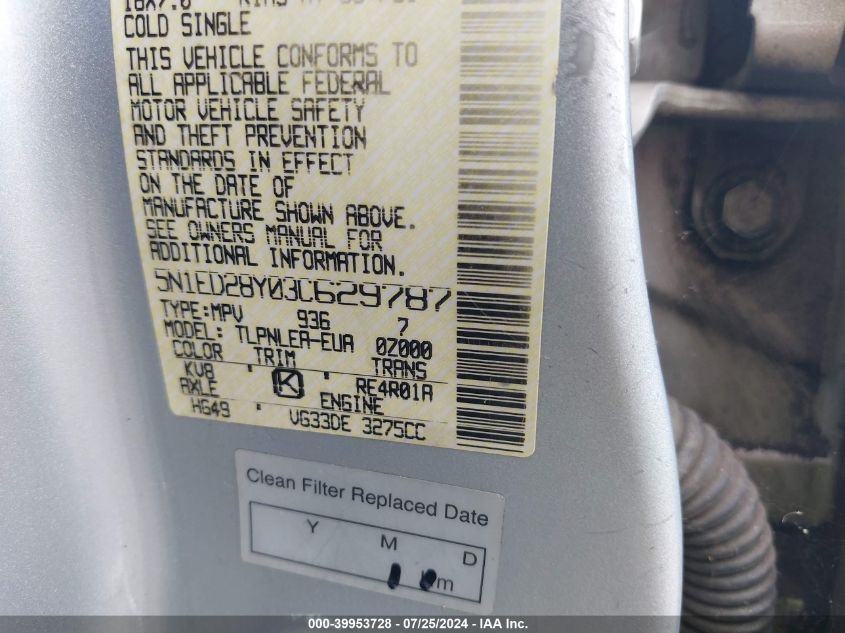 COLD SINGLE
THIS VEHICLE CONFORMS TO
ALL APPLICABLE FEDERAL
MOTOR VEHICLE SAFETY
AND THEFT PREVENTION
STANDARDS IN EFFECT
ON THE DATE OF
MANUFACTURE SHOWN ABOVE.
SEE OWNERS MANUAL FOR
ADDITIONAL INFORMATION.
5N1ED28Y03C629787
TYPE:MPV 936 7
MODEL: TLPNLEA-EUA 0Z000
COLOR TRIM TRANS
KV8 K RE4R01A
AXLE ENGINE
HG49 VG33DE 3275CC
Clean Filter Replaced Date
Y M D
000-39953728 - 07/25/2024 - IAA Inc.